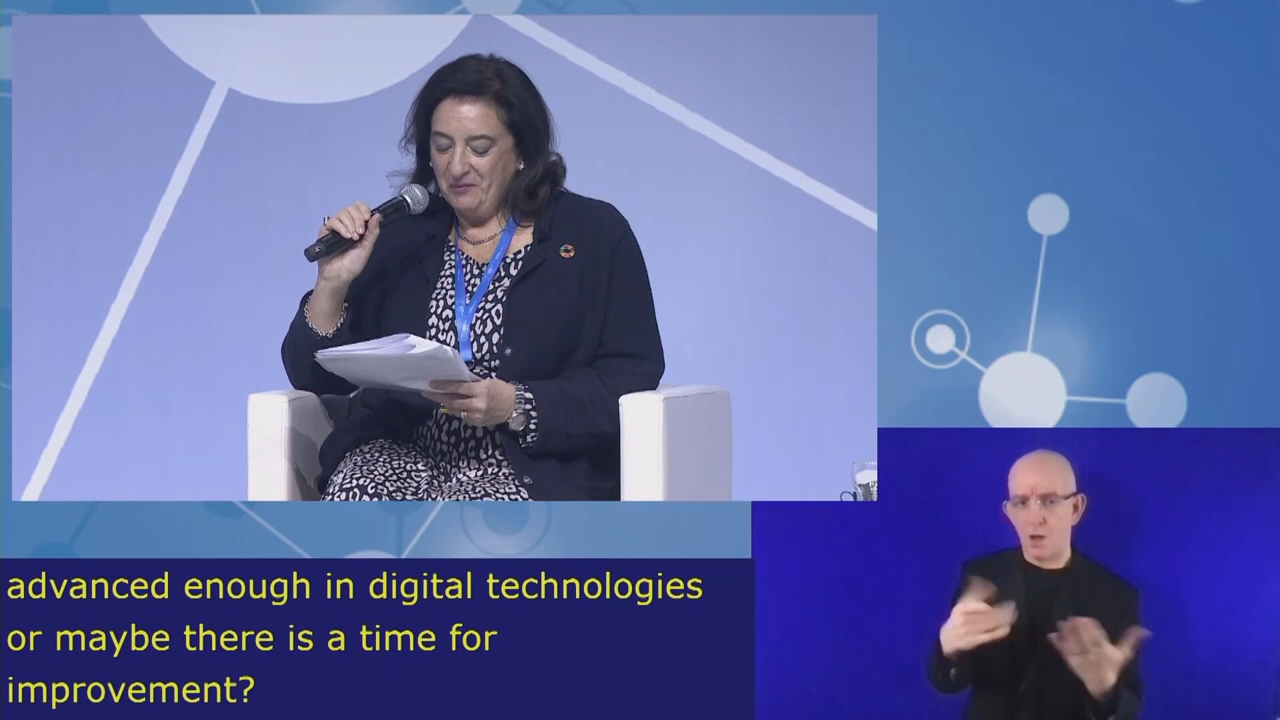 advanced enough in digital technologies
or maybe there is a time for
improvement?